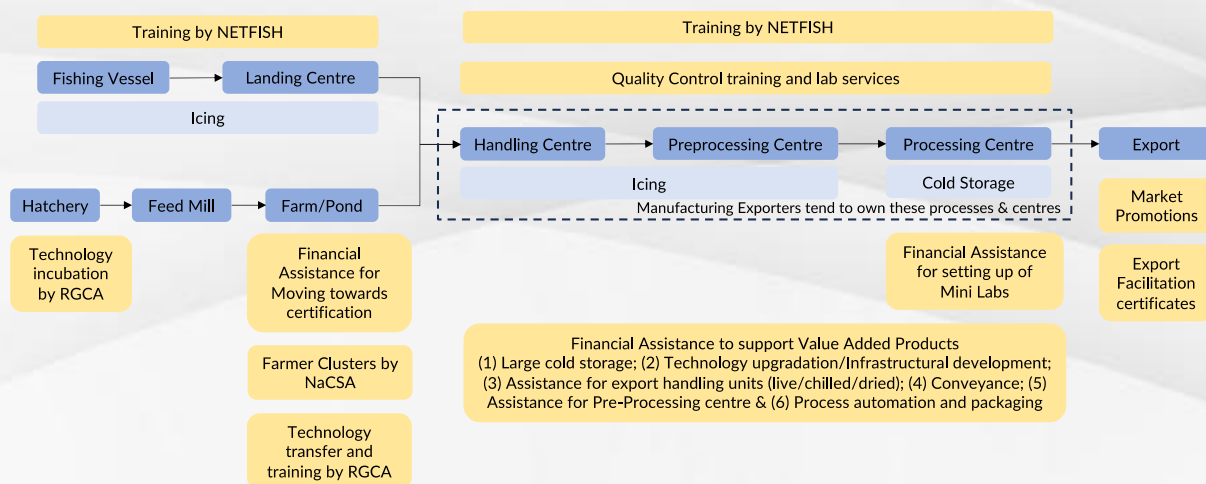 Training by NETFISH
Training by NETFISH
Fishing Vessel
Landing Centre
Quality Control training and lab services
Icing
Handling Centre
Preprocessing Centre
Processing Centre
Export
Icing
Cold Storage
Manufacturing Exporters tend to own these processes & centres
Hatchery
Feed Mill
Farm/Pond
Market
Promotions
Technology
incubation
by RGCA
Financial
Assistance for
Moving towards
certification
Financial Assistance
for setting up of
Mini Labs
Export
Facilitation
certificates
Farmer Clusters by
NaCSA
Financial Assistance to support Value Added Products
(1) Large cold storage; (2) Technology upgradation/Infrastructural development;
(3) Assistance for export handling units (live/chilled/dried); (4) Conveyance; (5)
Assistance for Pre-Processing centre & (6) Process automation and packaging
Technology
transfer and
training by RGCA